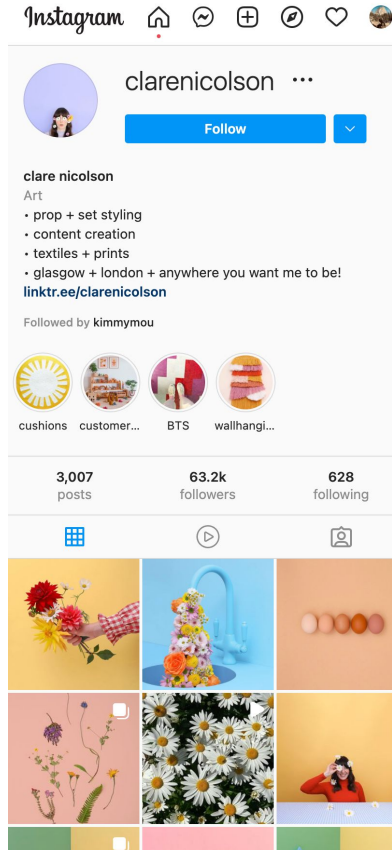 Instagram
clarenicolson ...
Follow
clare nicolson
Art
• prop + set styling
• content creation
• textiles + prints
• glasgow + london + anywhere you want me to be!
linktr.ee/clarenicolson
Followed by kimmymou
cushions customer... BTS wallhangi...
3,007 63.2k 628
posts followers following